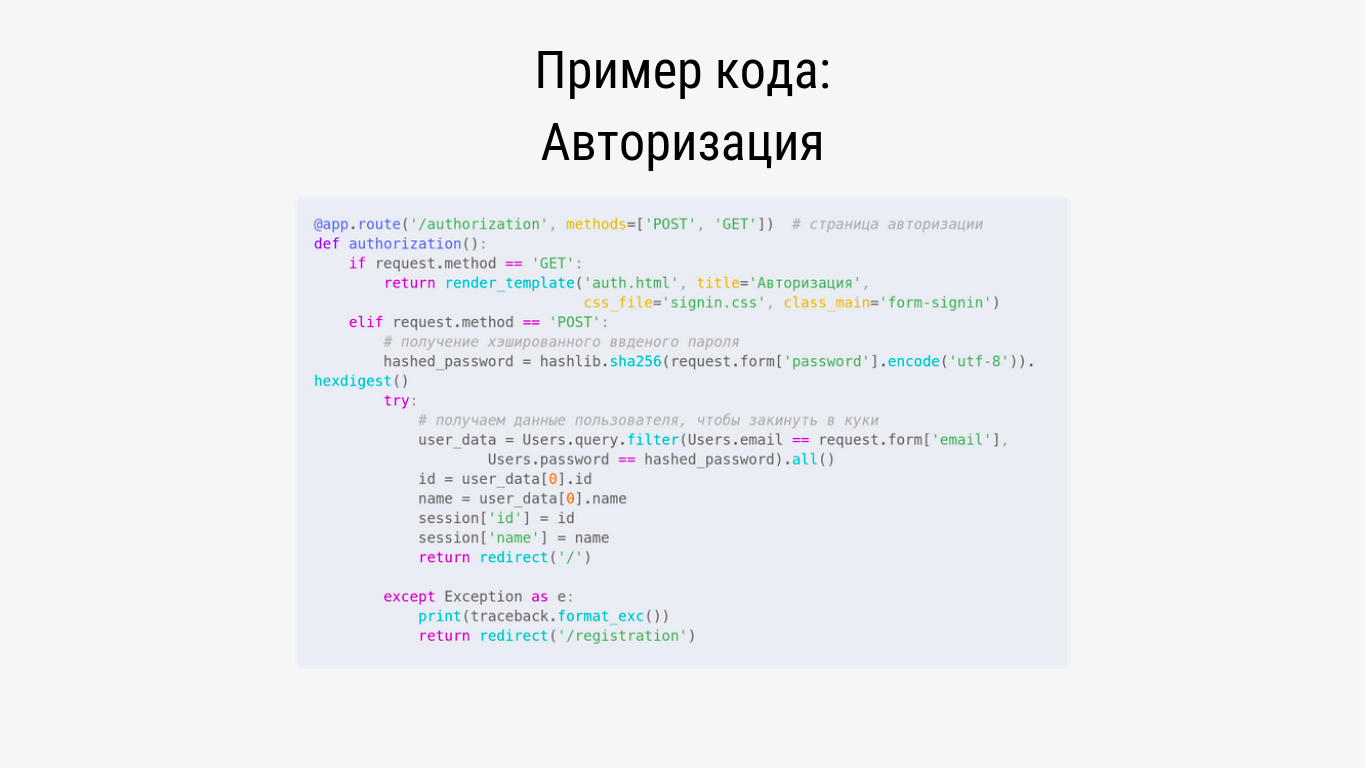 Пример кода:
Авторизация
@app.route('/authorization', methods=['POST', 'GET'])  # страница авторизации
def authorization():
    if request.method == 'GET':
        return render_template('auth.html', title='Авторизация',
                               css_file='signin.css', class_main='form-signin')
    elif request.method == 'POST':
        # получение хэшированного ввденого пароля
        hashed_password = hashlib.sha256(request.form['password'].encode('utf-8')).
hexdigest()
        try:
            # получаем данные пользователя, чтобы закинуть в куки
            user_data = Users.query.filter(Users.email == request.form['email'],
                    Users.password == hashed_password).all()
            id = user_data[0].id
            name = user_data[0].name
            session['id'] = id
            session['name'] = name
            return redirect('/')
        except Exception as e:
            print(traceback.format_exc())
            return redirect('/registration')